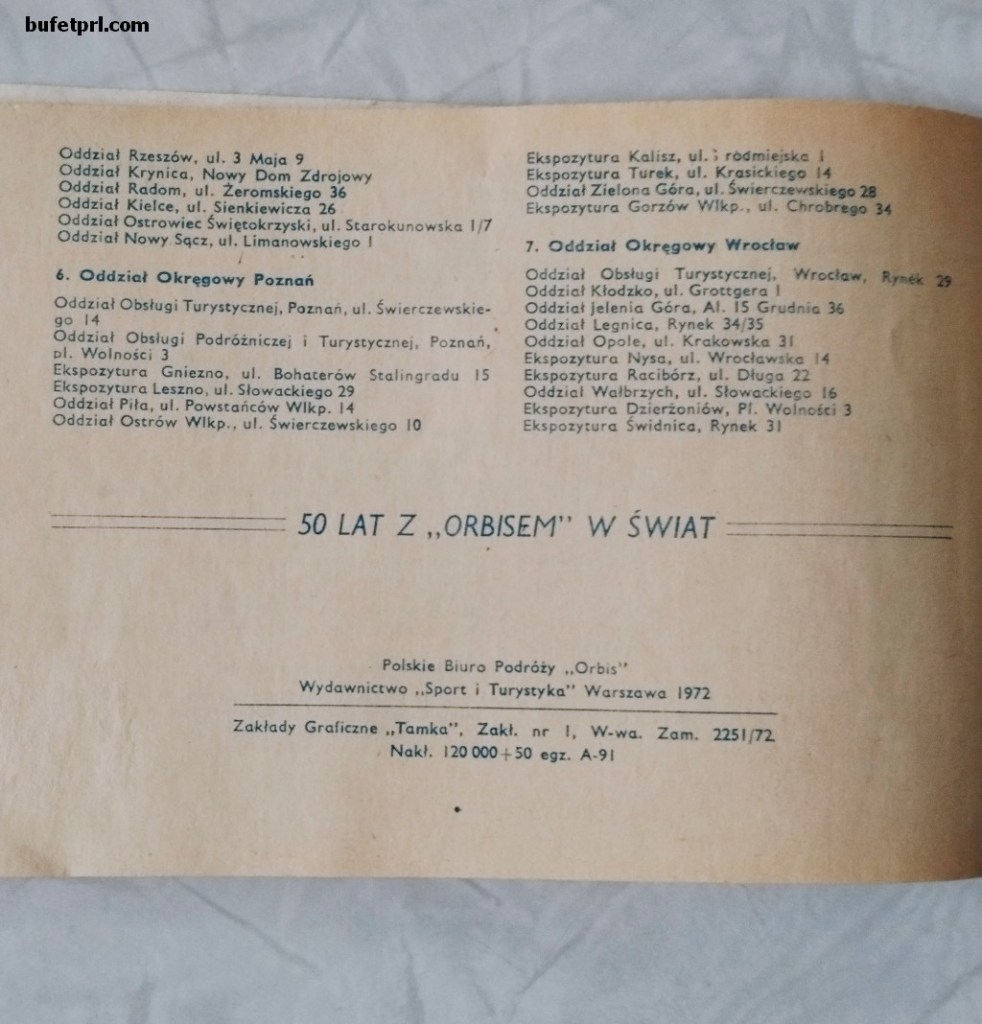 bufetprl.com
Oddział Rzeszów, ul. 3 Maja 9
Oddział Krynica, Nowy Dom Zdrojowy
Oddział Radom, ul. Żeromskiego 36
Oddział Kielce, ul. Sienkiewicza 26
Oddział Ostrowiec Świętokrzyski, ul. Starokunowska 1/7
Oddział Nowy Sącz, ul. Limanowskiego 1
6. Oddział Okręgowy Poznań
Oddział Obsługi Turystycznej, Poznań, ul. Świerczewskie-
go 14
Oddział Obsługi Podróżniczej i Turystycznej, Poznań,
pl. Wolności 3
Ekspozytura Gniezno, ul. Bohaterów Stalingradu 15
Ekspozytura Leszno, ul. Słowackiego 29
Oddział Piła, ul. Powstańców Wlkp. 14
Oddział Ostrów Wlkp., ul. Świerczewskiego 10
Ekspozytura Kalisz, ul. rodmiejska 1
Ekspozytura Turek, ul. Krasickiego 14
Oddział Zielona Góra, ul. Świerczewskiego 28
Ekspozytura Gorzów Wlkp., ul. Chrobrego 34
7. Oddział Okręgowy Wrocław
Oddział Obsługi Turystycznej, Wrocław, Rynek 29
Oddział Kłodzko, ul. Grottgera 1
Oddział Jelenia Góra, Al. 15 Grudnia 36
Oddział Legnica, Rynek 34/35
Oddział Opole, ul. Krakowska 31
Ekspozytura Nysa, ul. Wrocławska 14
Ekspozytura Racibórz, ul. Długa 22
Oddział Wałbrzych, ul. Słowackiego 16
Ekspozytura Dzierżoniów, Pl. Wolności 3
Ekspozytura Świdnica, Rynek 31
50 LAT Z „ORBISEM” W ŚWIAT
Polskie Biuro Podróży „Orbis”
Wydawnictwo „Sport i Turystyka” Warszawa 1972
Zakłady Graficzne „Tamka”, Zakł. nr 1, W-wa. Zam. 2251/72
Nakł. 120 000+50 egz. A-91